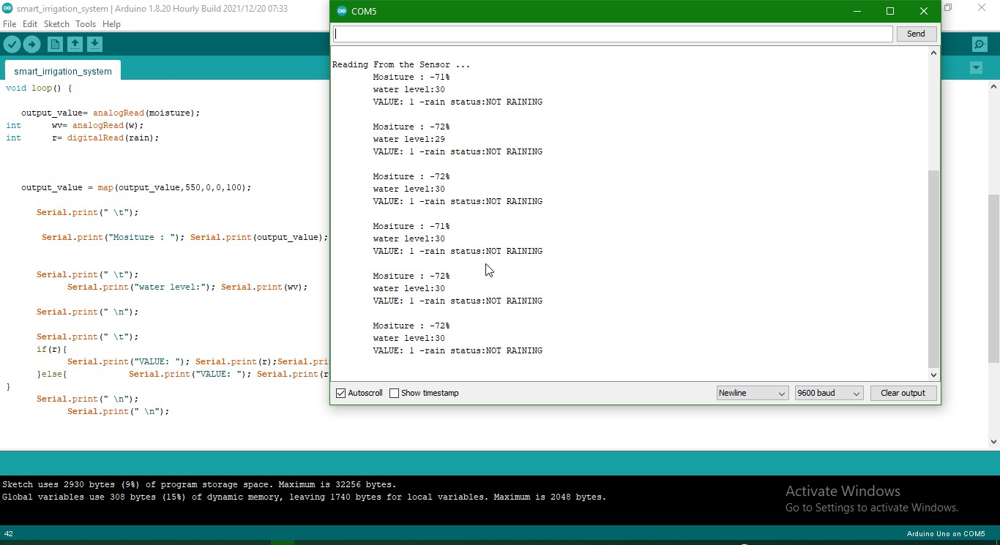 smart_irrigation_system | Arduino 1.8.20 Hourly Build 2021/12/20 07:33
File Edit Sketch Tools Help
smart_irrigation_system
void loop() {
output_value= analogRead(moisture);
int wv= analogRead(w);
int r= digitalRead(rain);
output_value = map(output_value,550,0,0,100);
Serial.print(" \t");
Serial.print("Mositure : "); Serial.print(output_value);
Serial.print(" \t");
Serial.print("water level:"); Serial.print(wv);
Serial.print(" \n");
Serial.print(" \t");
if(r){
Serial.print("VALUE: "); Serial.print(r);Serial.pri
}else{ Serial.print("VALUE: "); Serial.print(r
}
Serial.print(" \n");
Serial.print(" \n");
COM5
Send
Reading From the Sensor ...
Mositure : -71%
water level:30
VALUE: 1 -rain status:NOT RAINING
Mositure : -72%
water level:29
VALUE: 1 -rain status:NOT RAINING
Mositure : -72%
water level:30
VALUE: 1 -rain status:NOT RAINING
Mositure : -71%
water level:30
VALUE: 1 -rain status:NOT RAINING
Mositure : -72%
water level:30
VALUE: 1 -rain status:NOT RAINING
Mositure : -72%
water level:30
VALUE: 1 -rain status:NOT RAINING
Autoscroll Show timestamp Newline 9600 baud Clear output
Sketch uses 2930 bytes (9%) of program storage space. Maximum is 32256 bytes.
Global variables use 308 bytes (15%) of dynamic memory, leaving 1740 bytes for local variables. Maximum is 2048 bytes.
Activate Windows
Go to Settings to activate Windows.
42 Arduino Uno on COM5